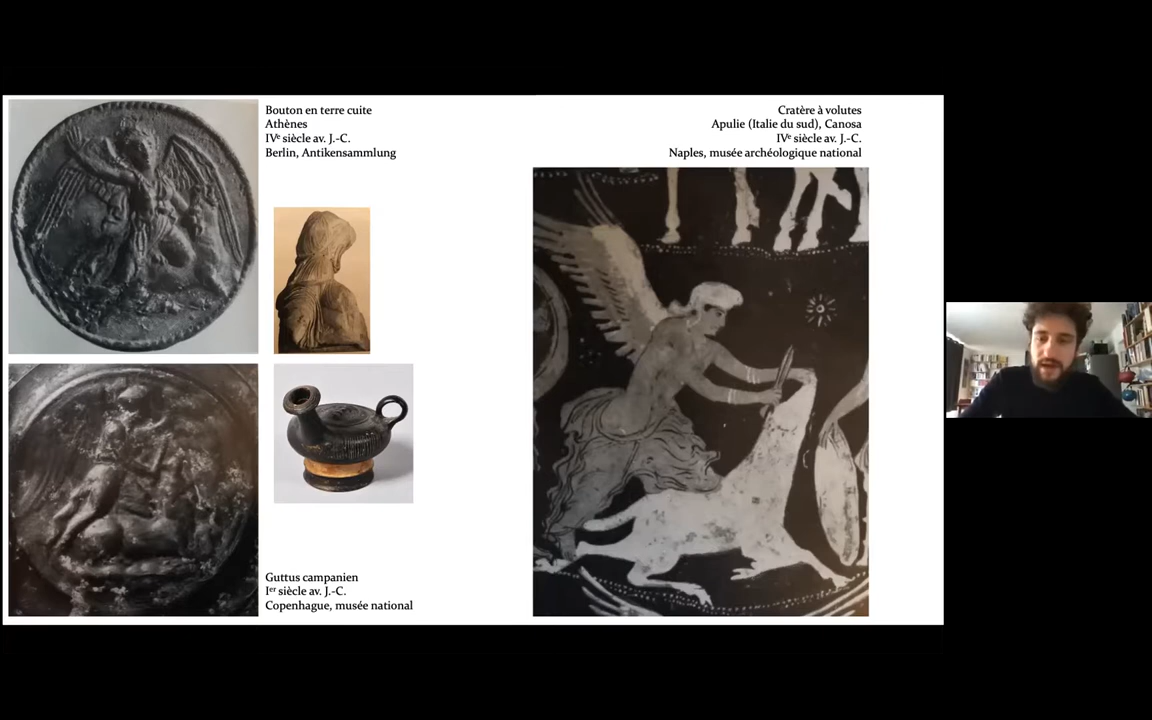 Bouton en terre cuite
Athènes
IVᵉ siècle av. J.-C.
Berlin, Antikensammlung
Cratère à volutes
Apulie (Italie du sud), Canosa
IVᵉ siècle av. J.-C.
Naples, musée archéologique national
Guttus campanien
Iᵉʳ siècle av. J.-C.
Copenhague, musée national